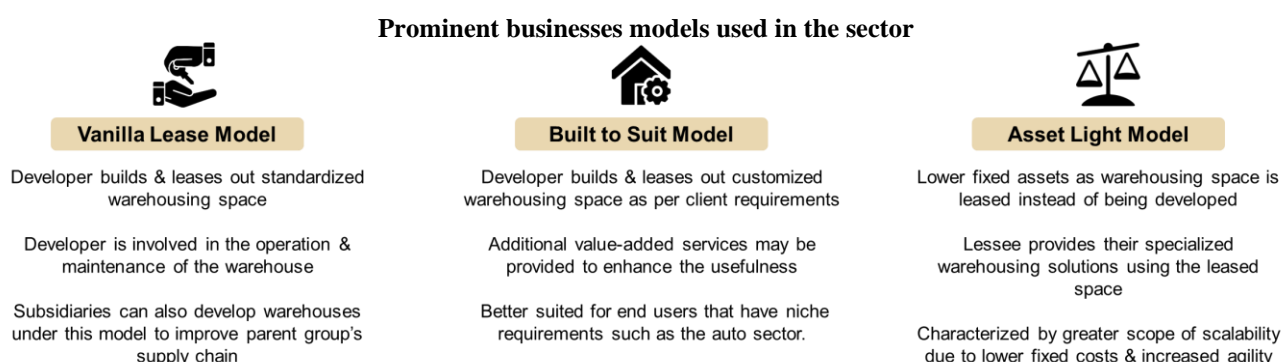 Prominent businesses models used in the sector
Vanilla Lease Model
Developer builds & leases out standardized
warehousing space
Developer is involved in the operation &
maintenance of the warehouse
Subsidiaries can also develop warehouses
under this model to improve parent group's
supply chain
Built to Suit Model
Developer builds & leases out customized
warehousing space as per client requirements
Additional value-added services may be
provided to enhance the usefulness
Better suited for end users that have niche
requirements such as the auto sector.
Asset Light Model
Lower fixed assets as warehousing space is
leased instead of being developed
Lessee provides their specialized
warehousing solutions using the leased
space
Characterized by greater scope of scalability
due to lower fixed costs & increased agility